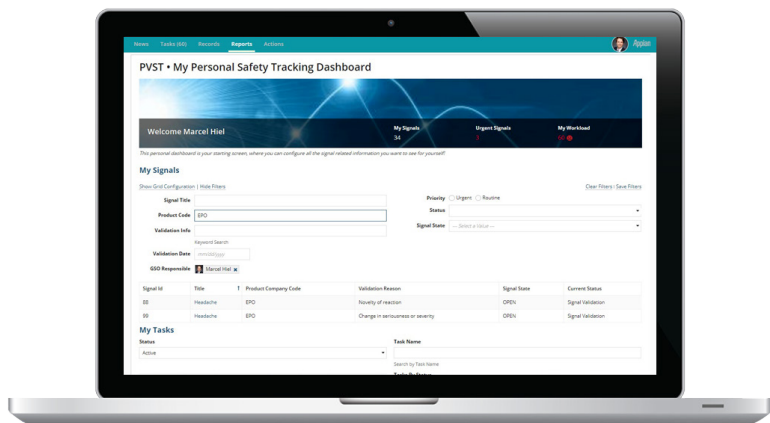 News Tasks (60) Records Reports Actions Appian
PVST • My Personal Safety Tracking Dashboard
Welcome Marcel Hiel
My Signals Urgent Signals My Workload
34 1
This personal dashboard is your starting screen, where you can configure all the signal related information you want to see for yourself!
My Signals
Show Grid Configuration | Hide Filters Clear Filters | Save Filters
Signal Title Priority Urgent Routine
Product Code EPO Status
Validation Info Signal State --- Select a Value ---
Keyword Search
Validation Date mm/dd/yyyy
GSO Responsible Marcel Hiel
Signal Id Title Product Company Code Validation Reason Signal State Current Status
Headache EPO Novelty of reaction OPEN Signal Validation
Headache EPO Change in seriousness or severity OPEN Signal Validation
My Tasks
Status Task Name
Active
Search by Task Name
Tasks By Status